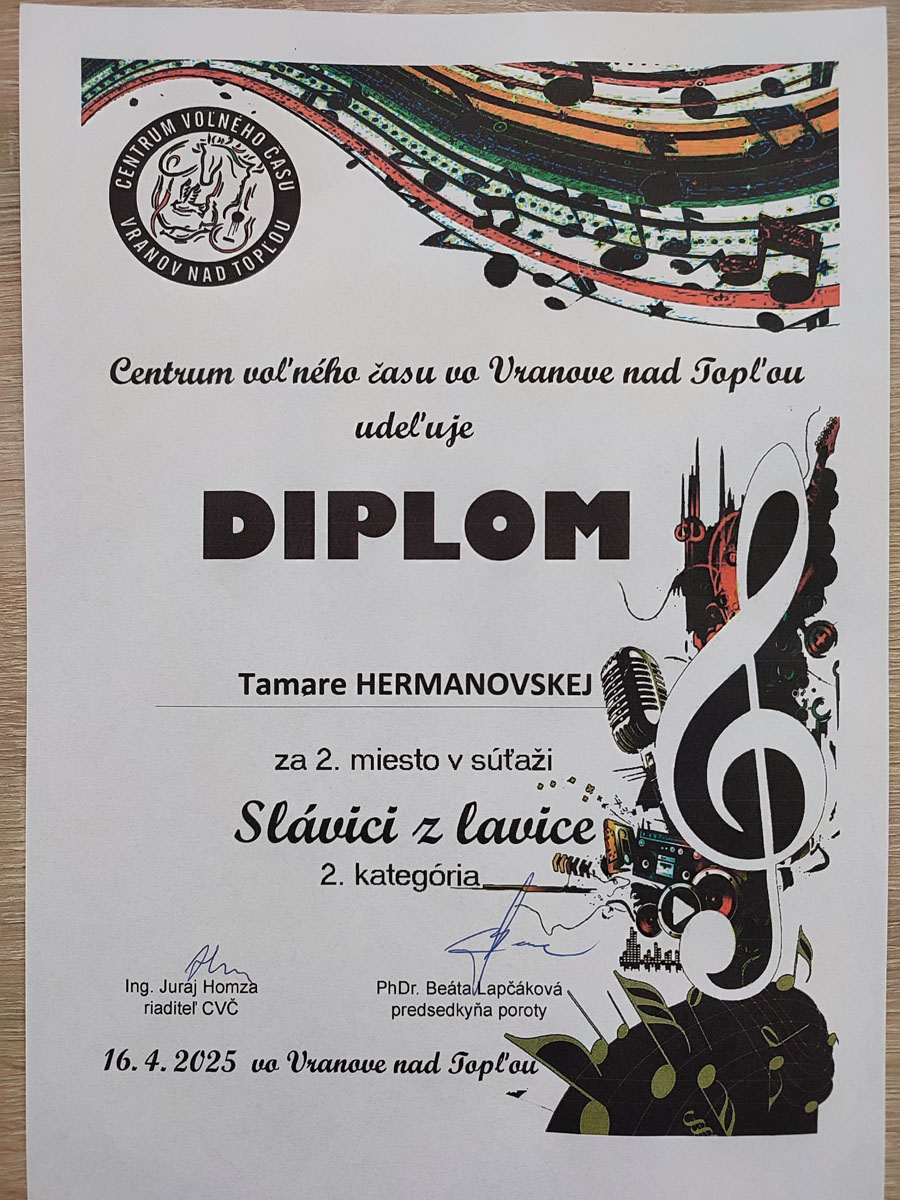 CENTRUM VOĽNÉHO ČASU
VRANOV NAD TOPĽOU
Centrum voľného času vo Vranove nad Topľou
udeľuje
DIPLOM
Tamare HERMANOVSKEJ
za 2. miesto v súťaži
Slávici z lavice
2. kategória
Ing. Juraj Homza
riaditeľ CVČ
PhDr. Beáta Lapčáková
predsedkyňa poroty
16. 4. 2025 vo Vranove nad Topľou